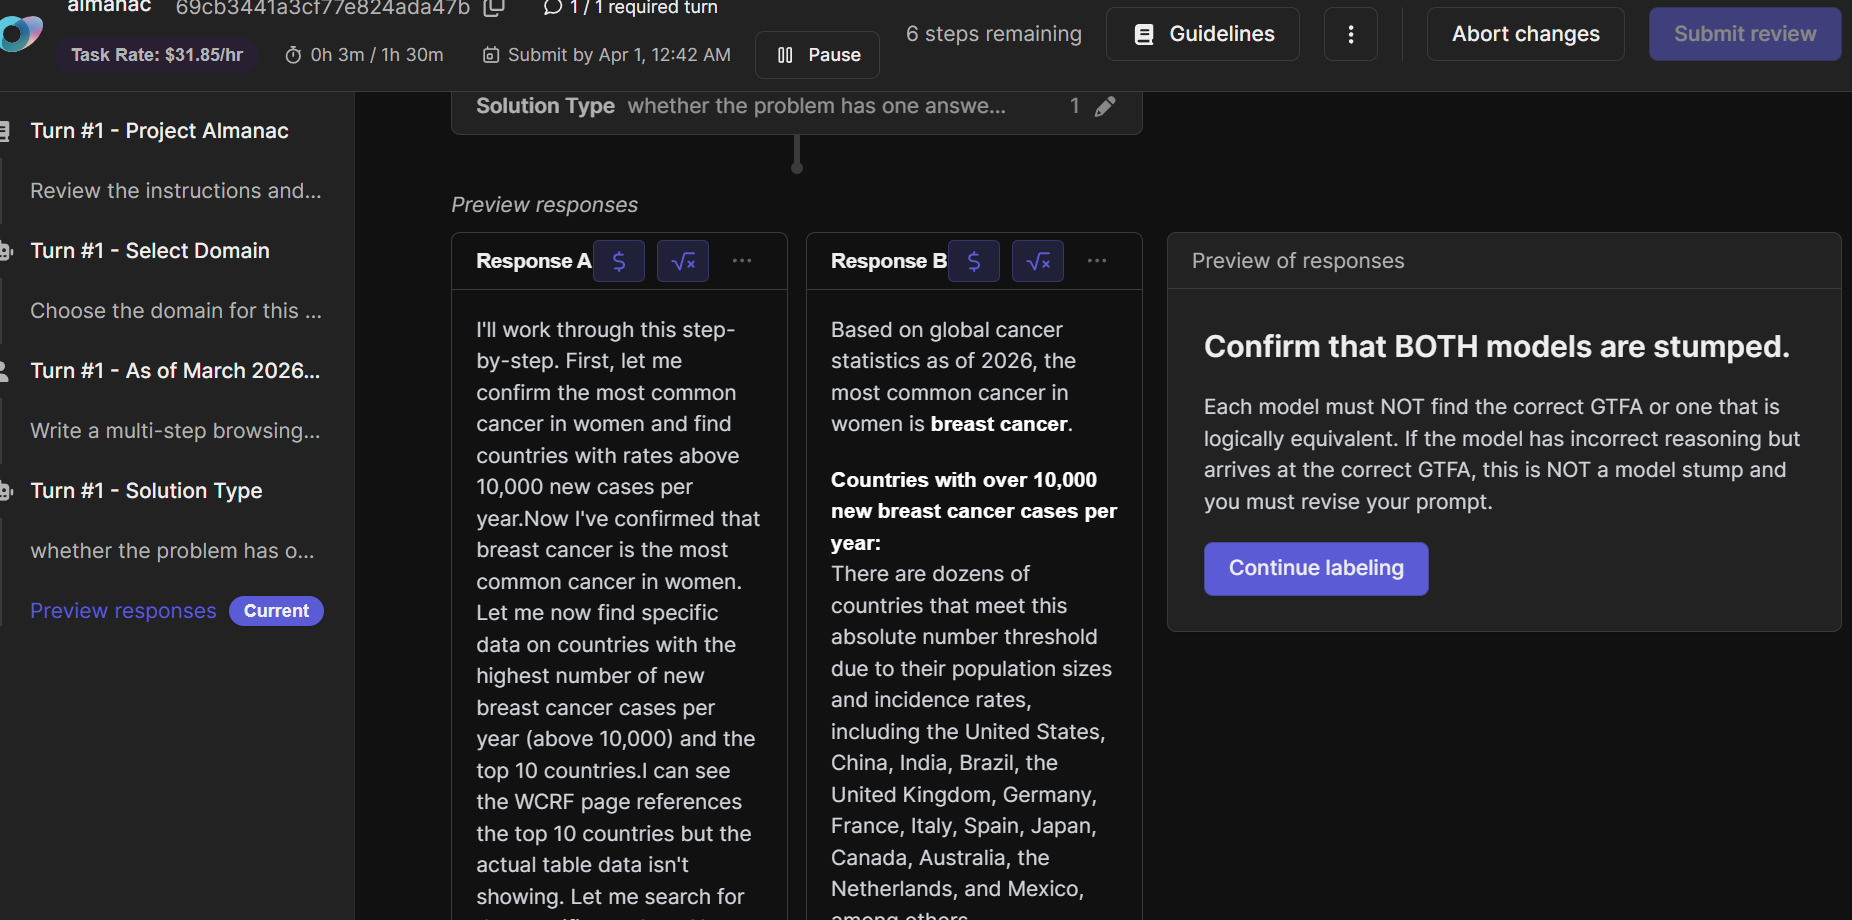 almanac 69cb3441a3cf77e824ada47b 1 / 1 required turn
Task Rate: $31.85/hr 0h 3m / 1h 30m Submit by Apr 1, 12:42 AM Pause
6 steps remaining Guidelines Abort changes Submit review
Turn #1 - Project Almanac
Review the instructions and...
Turn #1 - Select Domain
Choose the domain for this ...
Turn #1 - As of March 2026...
Write a multi-step browsing...
Turn #1 - Solution Type
whether the problem has o...
Preview responses Current
Solution Type whether the problem has one answe... 1
Preview responses
Response A $ √x ...
I'll work through this step-
by-step. First, let me
confirm the most common
cancer in women and find
countries with rates above
10,000 new cases per
year.Now I've confirmed that
breast cancer is the most
common cancer in women.
Let me now find specific
data on countries with the
highest number of new
breast cancer cases per
year (above 10,000) and the
top 10 countries.I can see
the WCRF page references
the top 10 countries but the
actual table data isn't
showing. Let me search for
Response B $ √x ...
Based on global cancer
statistics as of 2026, the
most common cancer in
women is breast cancer.
Countries with over 10,000
new breast cancer cases per
year:
There are dozens of
countries that meet this
absolute number threshold
due to their population sizes
and incidence rates,
including the United States,
China, India, Brazil, the
United Kingdom, Germany,
France, Italy, Spain, Japan,
Canada, Australia, the
Netherlands, and Mexico,
among others.
Preview of responses
Confirm that BOTH models are stumped.
Each model must NOT find the correct GTFA or one that is
logically equivalent. If the model has incorrect reasoning but
arrives at the correct GTFA, this is NOT a model stump and
you must revise your prompt.
Continue labeling